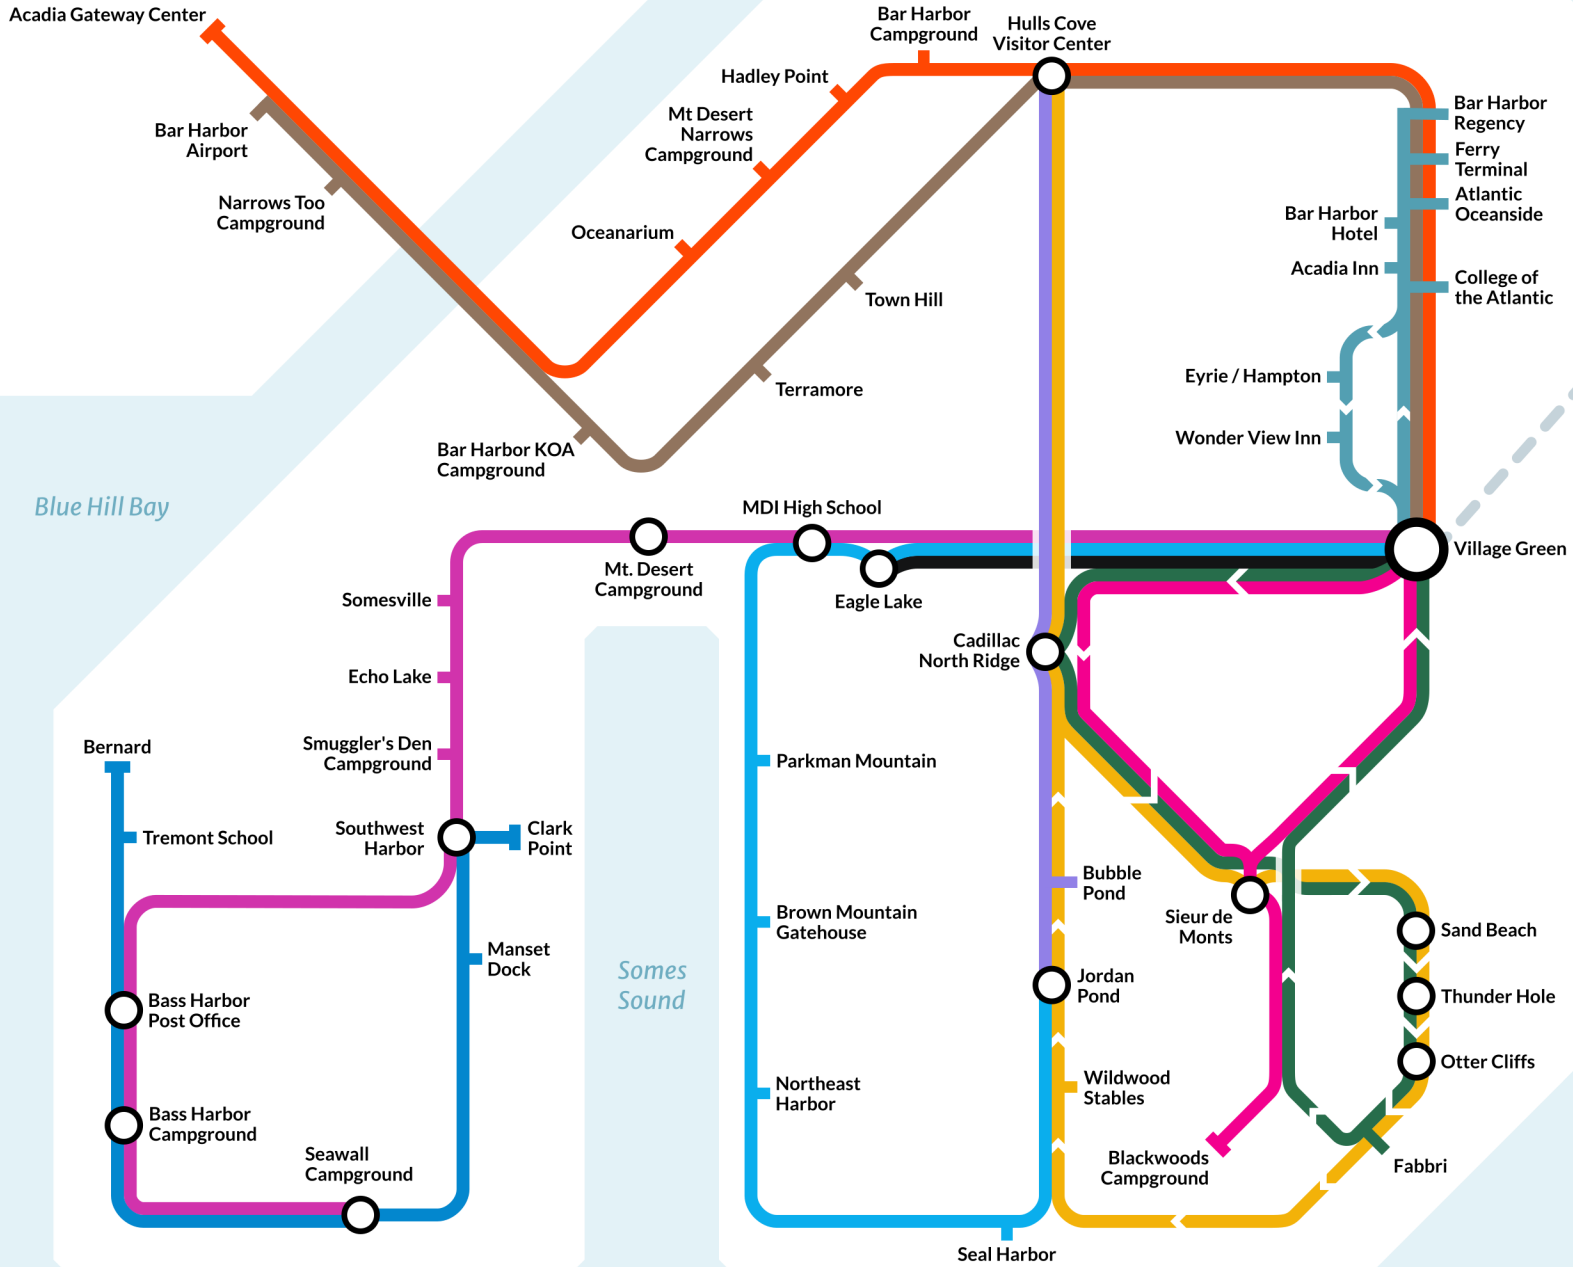 Acadia Gateway Center
Bar Harbor
Campground
Hulls Cove
Visitor Center
Hadley Point
Mt Desert
Narrows
Campground
Bar Harbor
Airport
Narrows Too
Campground
Oceanarium
Town Hill
Terramore
Bar Harbor KOA
Campground
Bar Harbor
Regency
Ferry
Terminal
Atlantic
Oceanside
Bar Harbor
Hotel
Acadia Inn
College of
the Atlantic
Eyrie / Hampton
Wonder View Inn
Blue Hill Bay
MDI High School
Village Green
Mt. Desert
Campground
Eagle Lake
Somesville
Cadillac
North Ridge
Echo Lake
Smuggler's Den
Campground
Bernard
Parkman Mountain
Tremont School
Southwest
Harbor
Clark
Point
Bubble
Pond
Brown Mountain
Gatehouse
Sieur de
Monts
Sand Beach
Manset
Dock
Somes
Sound
Jordan
Pond
Thunder Hole
Bass Harbor
Post Office
Otter Cliffs
Northeast
Harbor
Wildwood
Stables
Bass Harbor
Campground
Seawall
Campground
Blackwoods
Campground
Fabbri
Seal Harbor